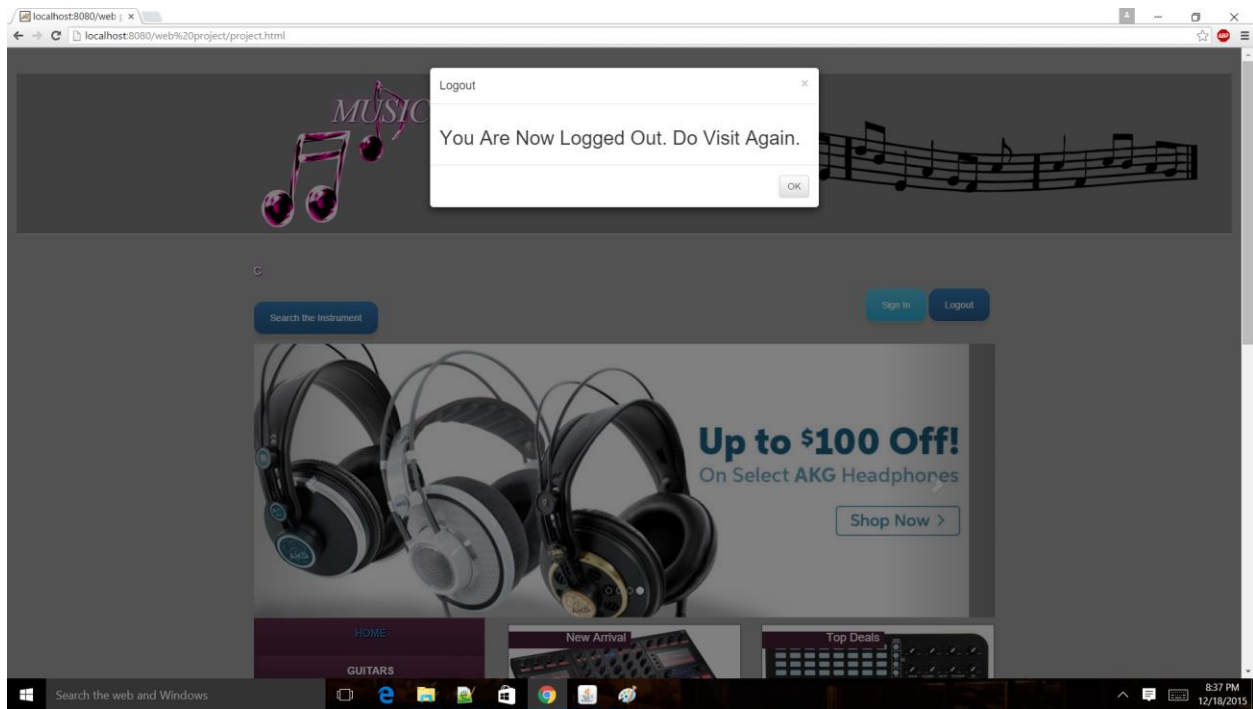 localhost:8080/web p
localhost:8080/web%20project/project.html
ABP
Logout
×
You Are Now Logged Out. Do Visit Again.
OK
MUSIC
C
Search the Instrument
Sign In
Logout
Up to $100 Off!
On Select AKG Headphones
Shop Now >
HOME
GUITARS
New Arrival
Top Deals
Search the web and Windows
8:37 PM
12/18/2015